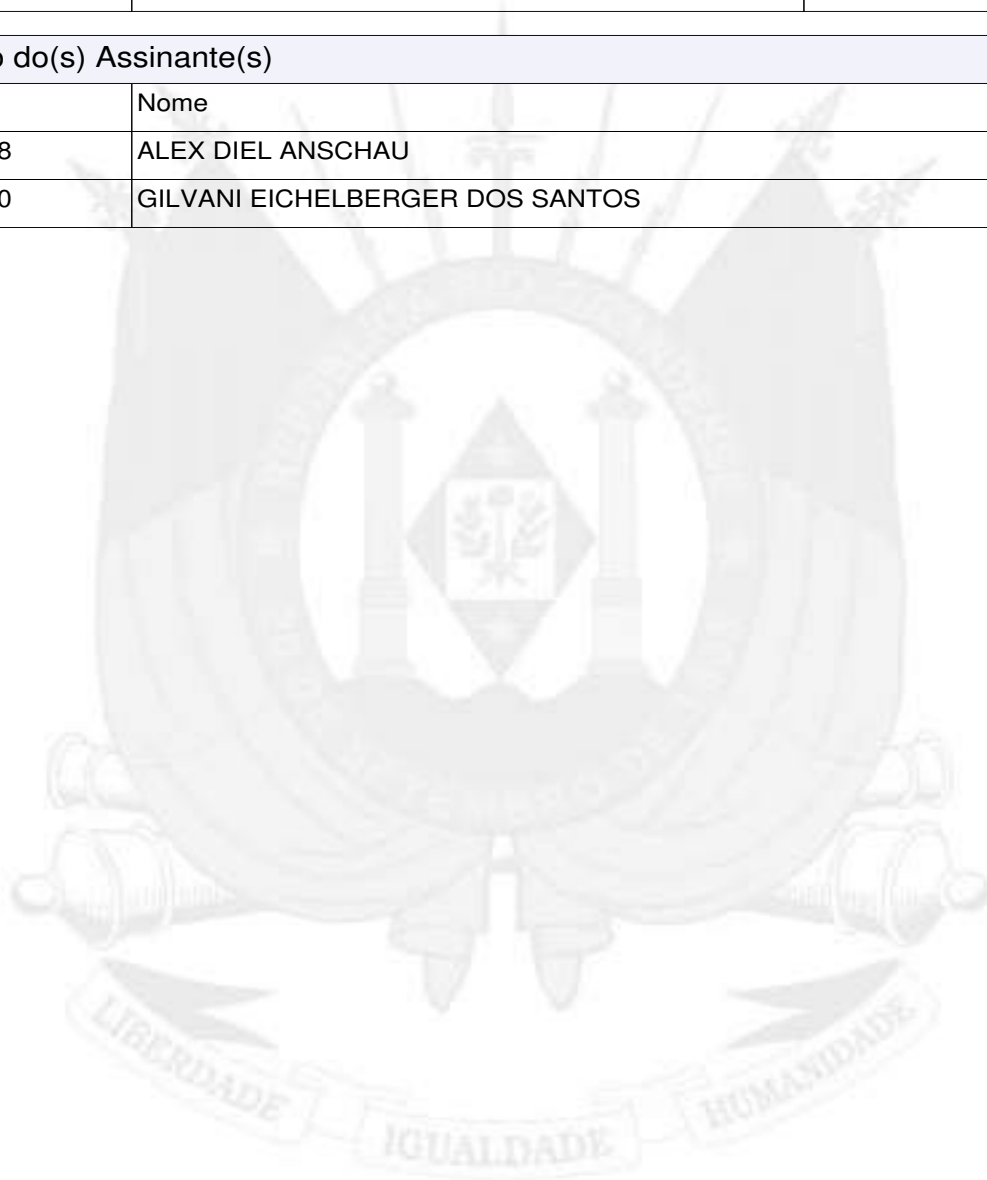 o do(s) Assinante(s)
Nome
8 ALEX DIEL ANSCHAU
0 GILVANI EICHELBERGER DOS SANTOS
LIBERDADE IGUALDADE HUMANIDADE